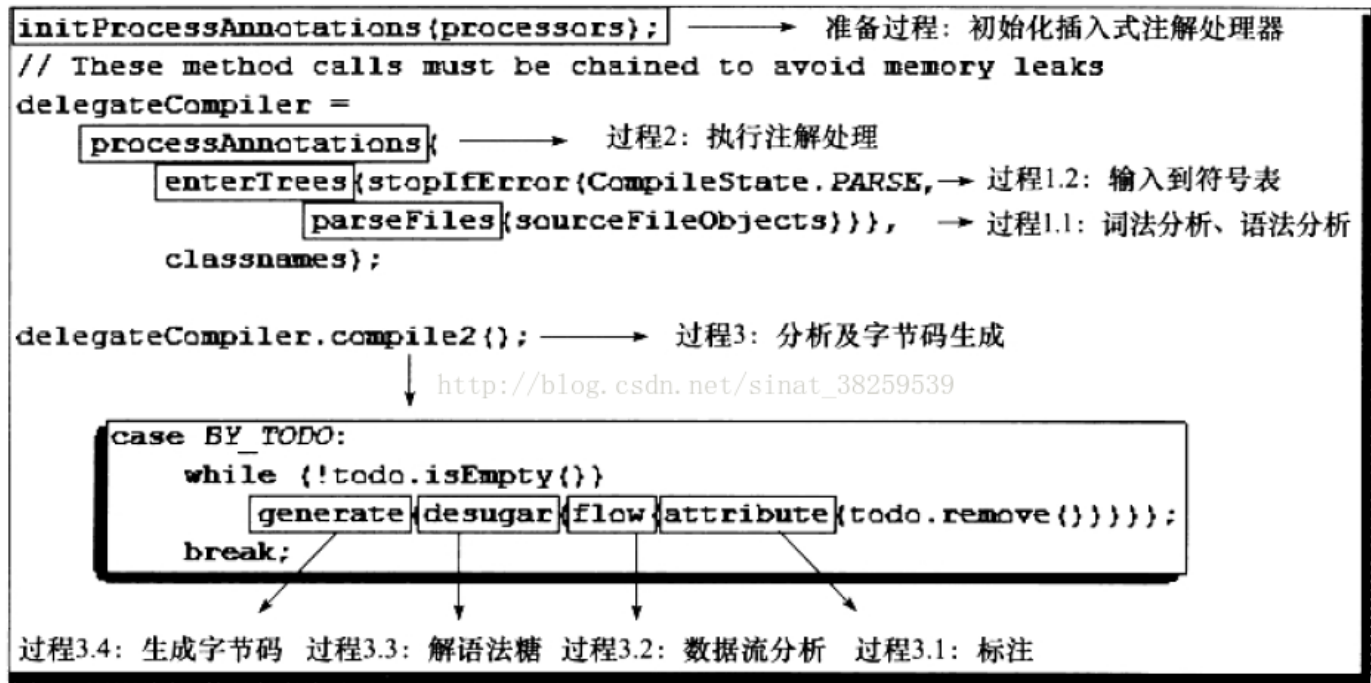 initProcessAnnotations(processors); 准备过程：初始化插入式注解处理器
// These method calls must be chained to avoid memory leaks
delegateCompiler =
processAnnotations( 过程2：执行注解处理
enterTrees(stopIfError(CompileState.PARSE, 过程1.2：输入到符号表
parseFiles(sourceFileObjects))), 过程1.1：词法分析、语法分析
classnames);
delegateCompiler.compile2(); 过程3：分析及字节码生成
http://blog.csdn.net/sinat_38259539
case BY_TODO:
while (!todo.isEmpty())
generate(desugar(flow(attribute(todo.remove()))));
break;
过程3.4：生成字节码 过程3.3：解语法糖 过程3.2：数据流分析 过程3.1：标注